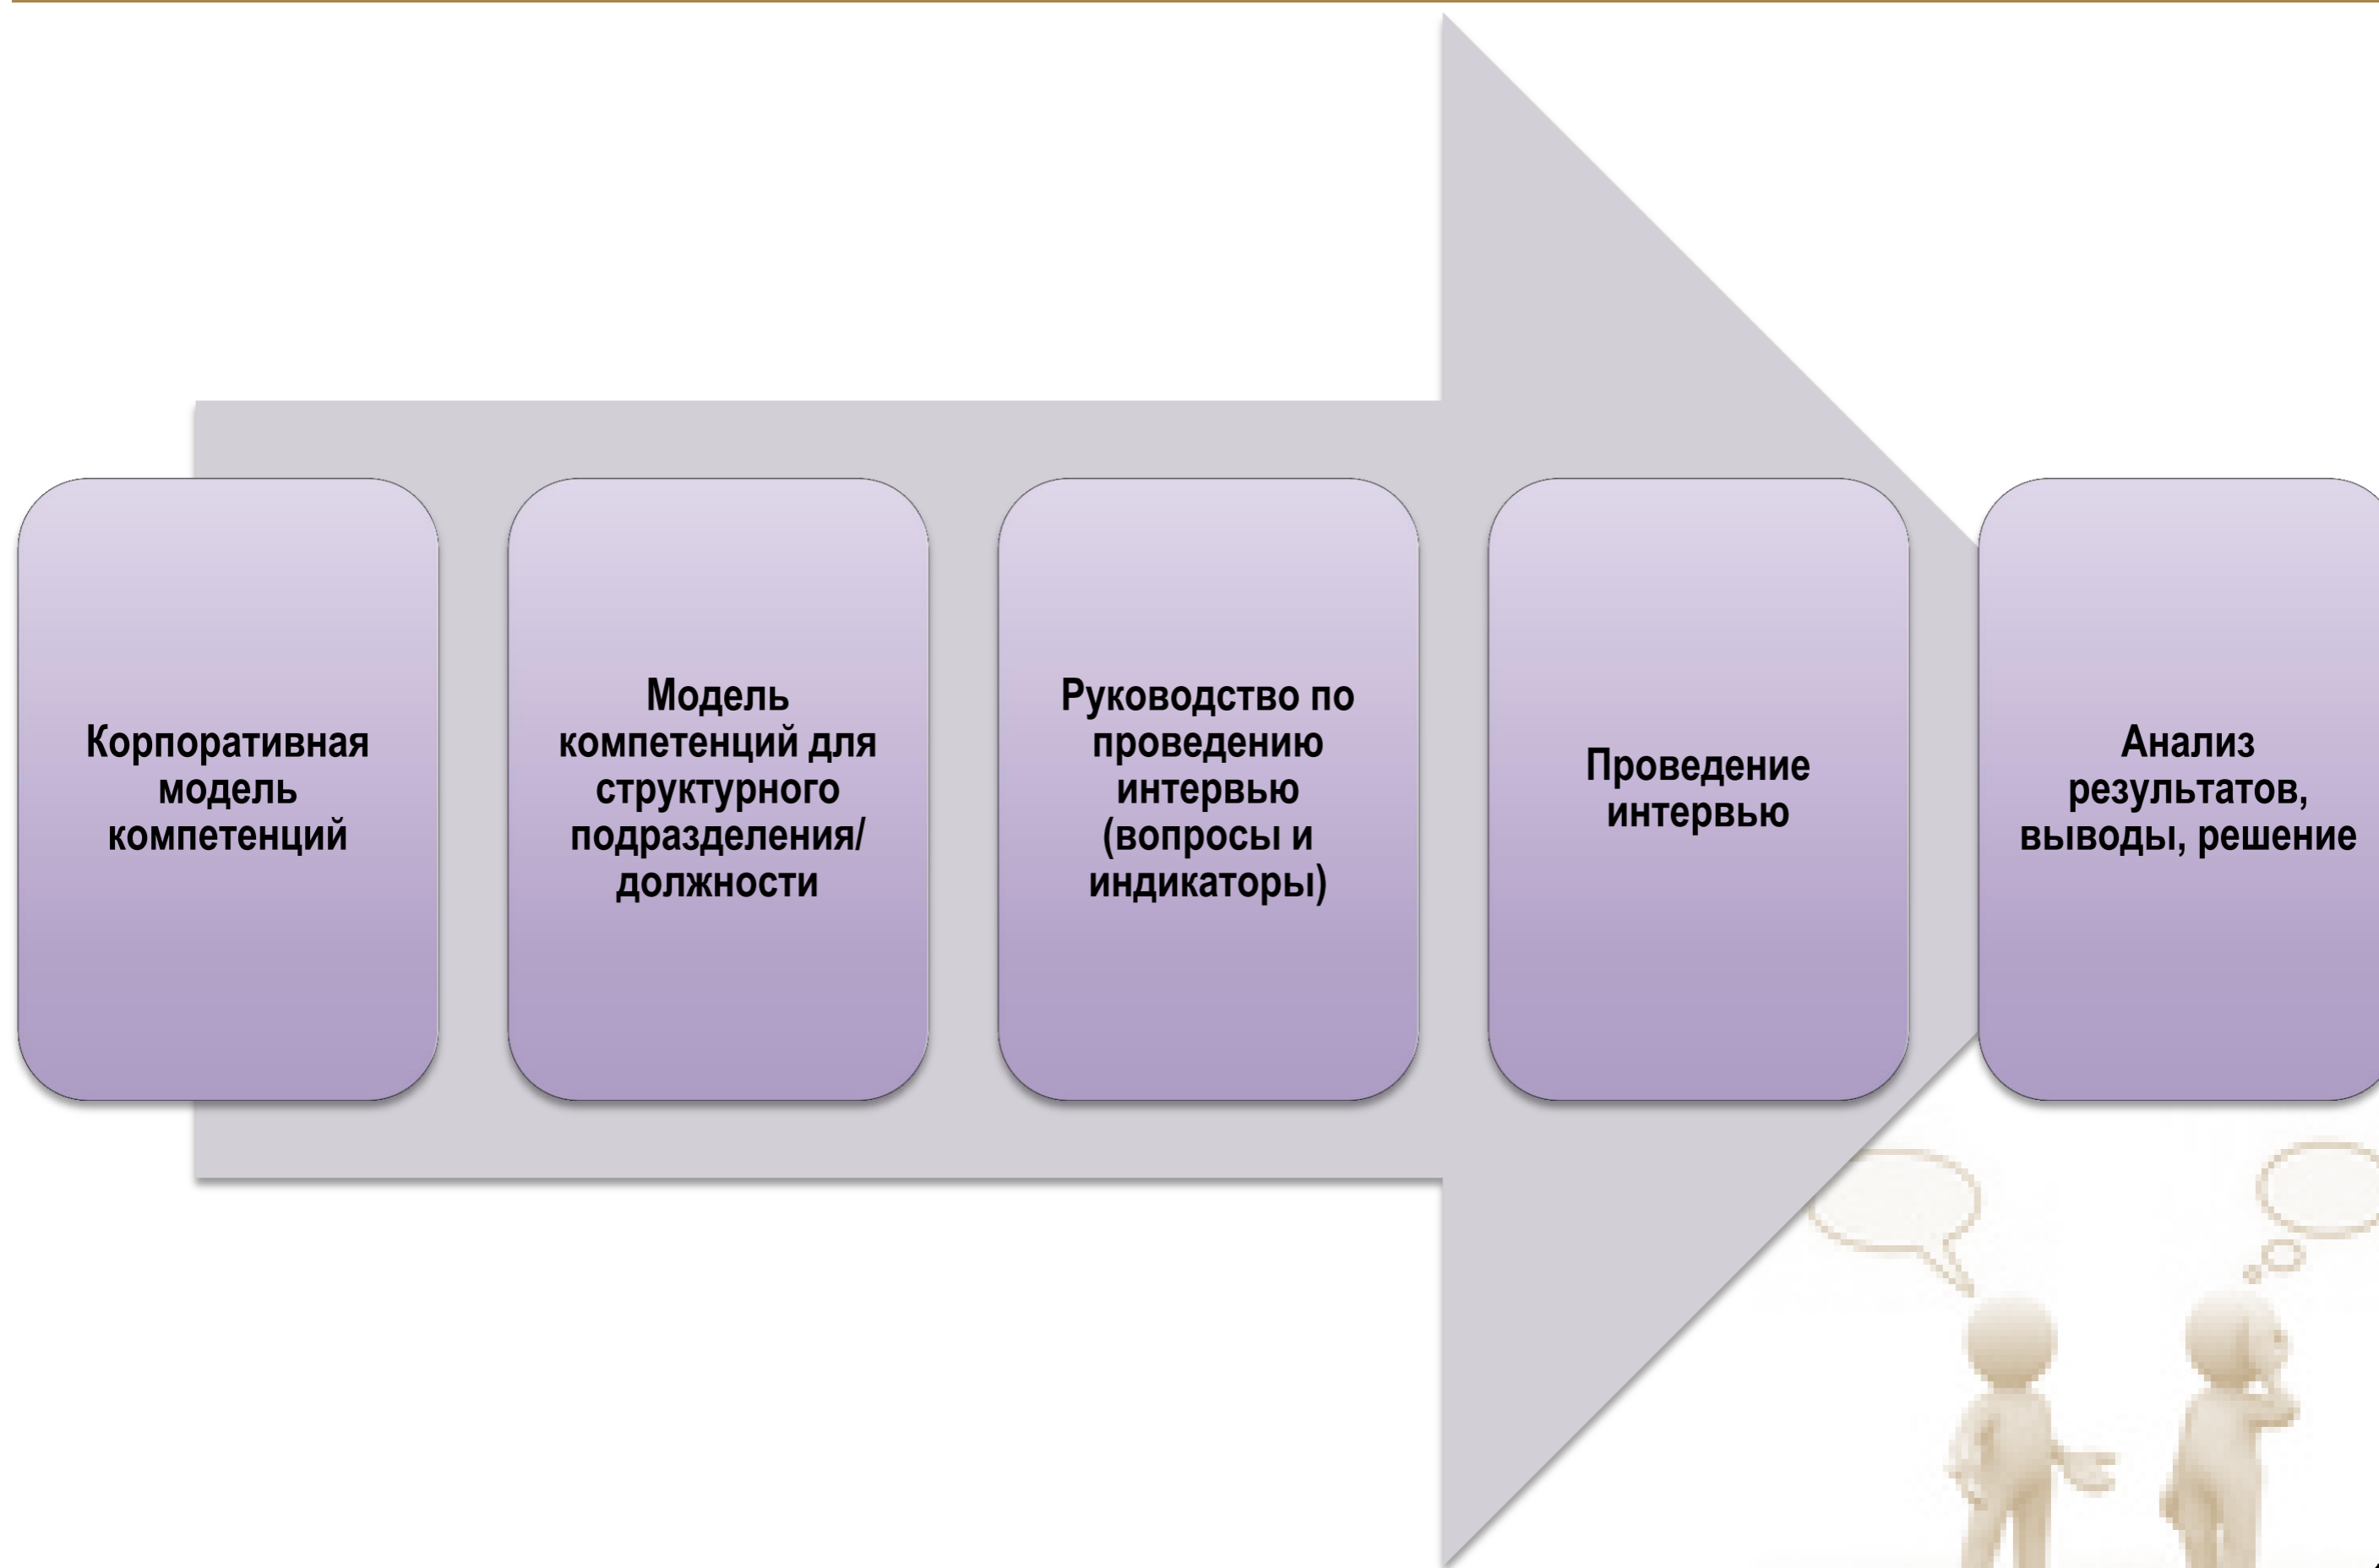 Корпоративная
модель
компетенций
Модель
компетенций для
структурного
подразделения/
должности
Руководство по
проведению
интервью
(вопросы и
индикаторы)
Проведение
интервью
Анализ
результатов,
выводы, решение